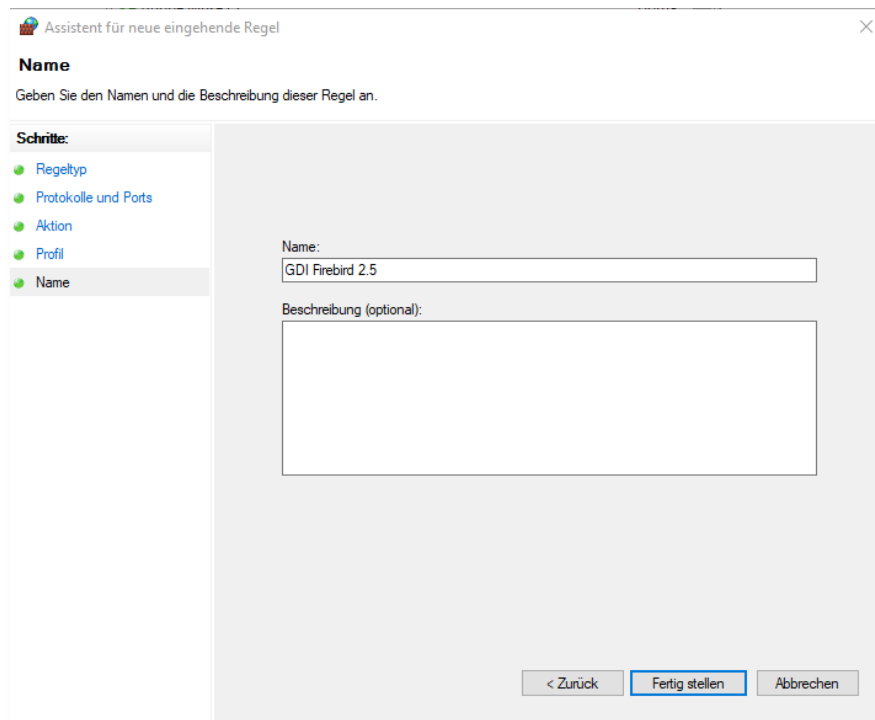 Assistent für neue eingehende Regel
Name
Geben Sie den Namen und die Beschreibung dieser Regel an.
Schritte:
Regeltyp
Protokolle und Ports
Aktion
Profil
Name
Name:
GDI Firebird 2.5
Beschreibung (optional):
< Zurück
Fertig stellen
Abbrechen